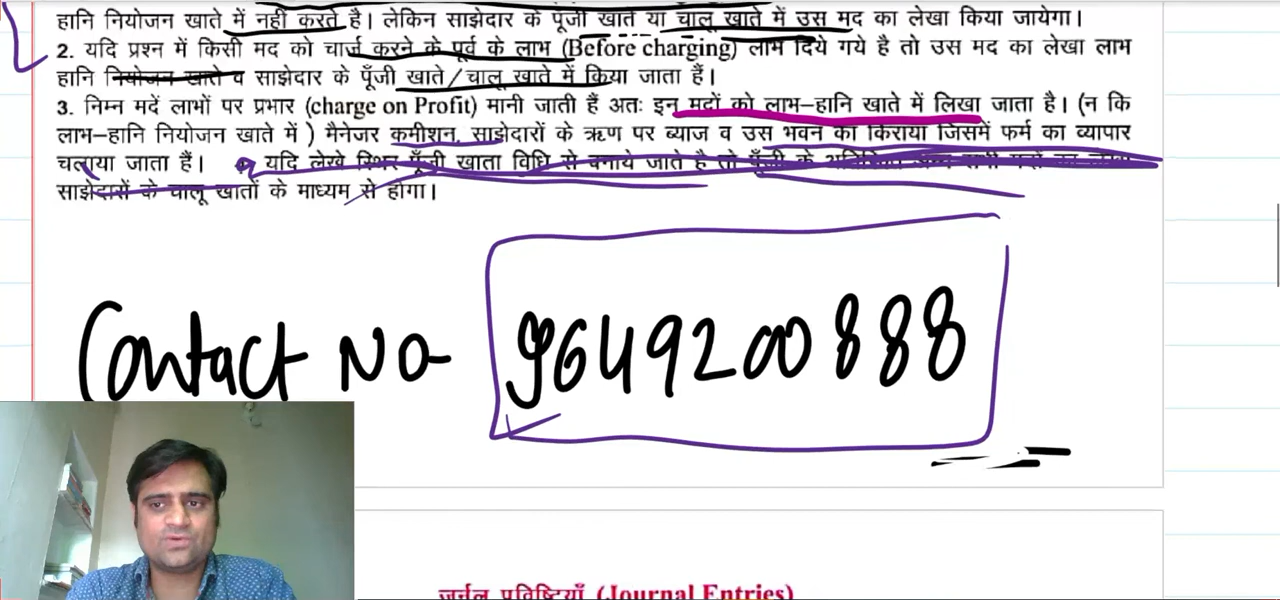 हानि नियोजन खाते में नहीं करते है। लेकिन साझेदार के पूंजी खाते या चालू खाते में उस मद का लेखा किया जायेगा।
2. यदि प्रश्न में किसी मद को चार्ज करने के पूर्व के लाभ (Before charging) लाभ दिये गये है तो उस मद का लेखा लाभ
हानि नियोजन खाते व साझेदार के पूँजी खाते/चालू खाते में किया जाता हैं।
3. निम्न मदें लाभों पर प्रभार (charge on Profit) मानी जाती हैं अतः इन मदों को लाभ-हानि खाते में लिखा जाता है। (न कि
लाभ-हानि नियोजन खाते में ) मैनेजर कमीशन, साझेदारों के ऋण पर ब्याज व उस भवन का किराया जिसमें फर्म का व्यापार
चलाया जाता हैं। यदि लेखे स्थिर पूँजी खाता विधि से बनाये जाते है तो पूँजी के अतिरिक्त
साझेदारों के चालू खातों के माध्यम से होगा।
Contact No 9649200888
जर्नल प्रविष्टियाँ (Journal Entries)